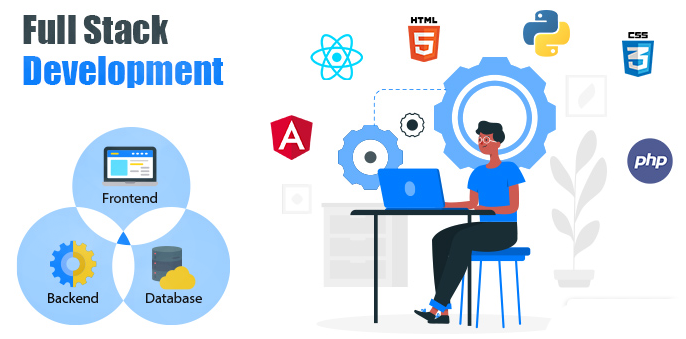 Full Stack
Development
HTML
5
CSS
3
A
php
Frontend
Backend
Database